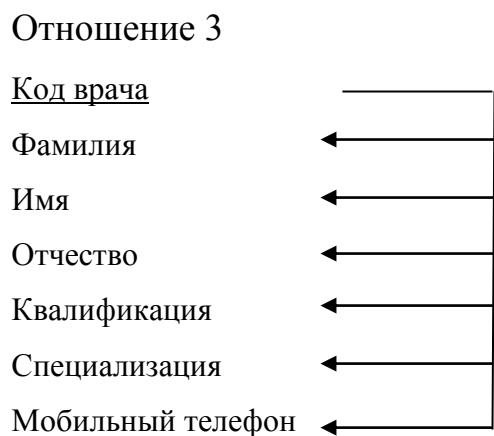 Отношение 3
Код врача
Фамилия
Имя
Отчество
Квалификация
Специализация
Мобильный телефон